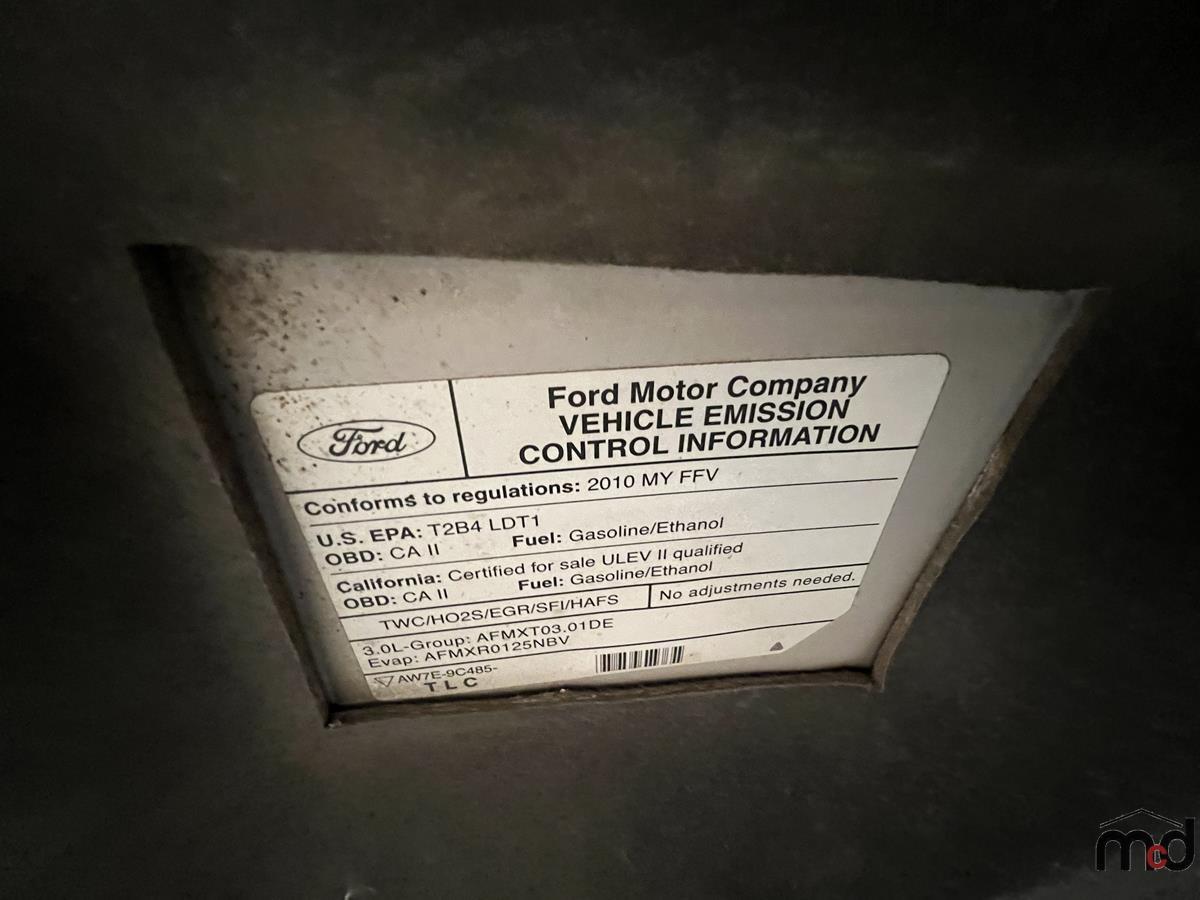 Ford
Ford Motor Company
VEHICLE EMISSION
CONTROL INFORMATION
Conforms to regulations: 2010 MY FFV
U.S. EPA: T2B4 LDT1
OBD: CA II Fuel: Gasoline/Ethanol
California: Certified for sale ULEV II qualified
OBD: CA II Fuel: Gasoline/Ethanol
TWC/HO2S/EGR/SFI/HAFS No adjustments needed.
3.0L-Group: AFMXT03.01DE
Evap: AFMXR0125NBV
AW7E-9C485-
T L C
mcd